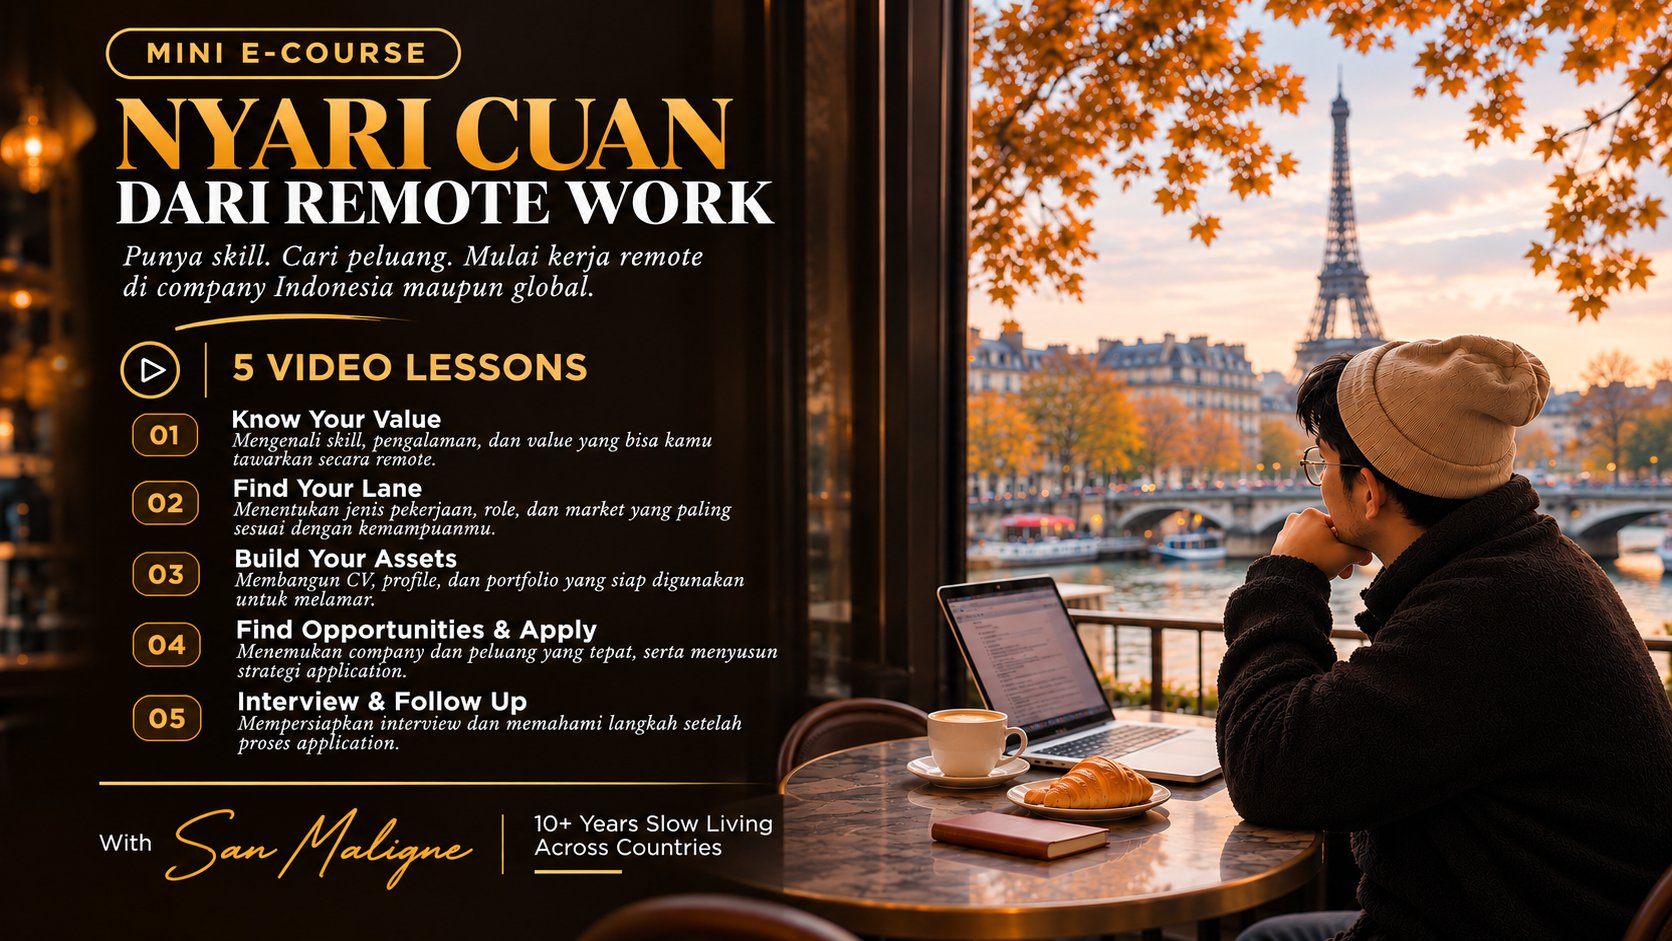 MINI E-COURSE
NYARI CUAN
DARI REMOTE WORK
Punya skill. Cari peluang. Mulai kerja remote
di company Indonesia maupun global.
5 VIDEO LESSONS
01
Know Your Value
Mengenali skill, pengalaman, dan value yang bisa kamu
tawarkan secara remote.
02
Find Your Lane
Menentukan jenis pekerjaan, role, dan market yang paling
sesuai dengan kemampuanmu.
03
Build Your Assets
Membangun CV, profile, dan portfolio yang siap digunakan
untuk melamar.
04
Find Opportunities & Apply
Menemukan company dan peluang yang tepat, serta menyusun
strategi application.
05
Interview & Follow Up
Mempersiapkan interview dan memahami langkah setelah
proses application.
With San Maligne
10+ Years Slow Living
Across Countries